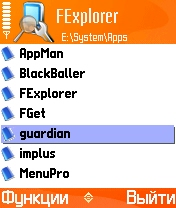 FExplorer
E:\System\Apps
AppMan
BlackBaller
FExplorer
FGet
guardian
implus
MenuPro
Функции Выйти